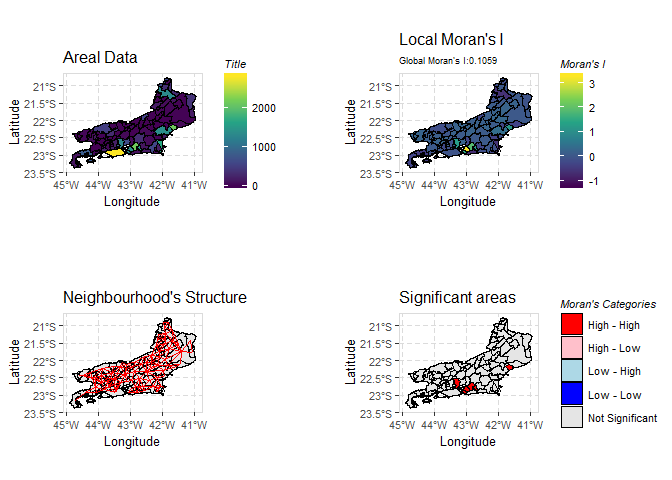 Areal Data
Title
2000
1000
0
Latitude
21°S
21.5°S
22°S
22.5°S
23°S
23.5°S
45°W 44°W 43°W 42°W 41°W
Longitude
Local Moran's I
Global Moran's I:0.1059
Moran's I
3
2
1
0
-1
Latitude
21°S
21.5°S
22°S
22.5°S
23°S
23.5°S
45°W 44°W 43°W 42°W 41°W
Longitude
Neighbourhood's Structure
Latitude
21°S
21.5°S
22°S
22.5°S
23°S
23.5°S
45°W 44°W 43°W 42°W 41°W
Longitude
Significant areas
Moran's Categories
High - High
High - Low
Low - High
Low - Low
Not Significant
Latitude
21°S
21.5°S
22°S
22.5°S
23°S
23.5°S
45°W 44°W 43°W 42°W 41°W
Longitude